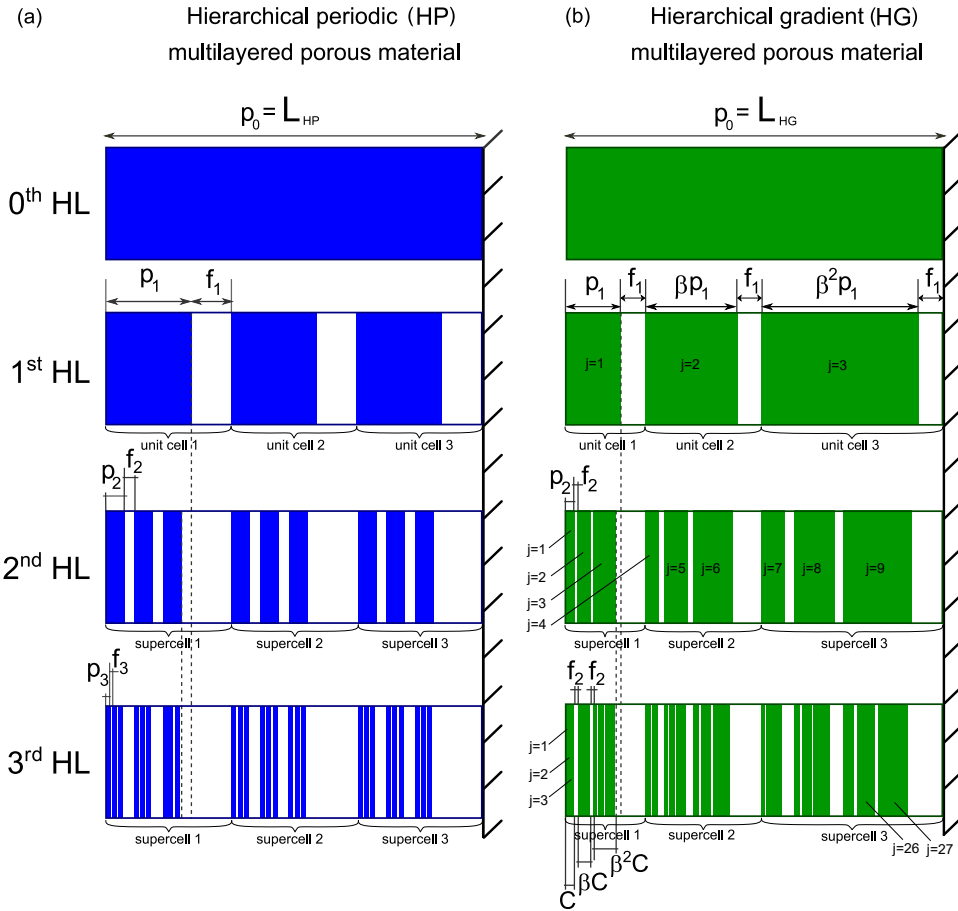 (a)
Hierarchical periodic (HP)
multilayered porous material
p₀ = L HP
0th HL
p₁
f₁
1st HL
unit cell 1
unit cell 2
unit cell 3
p₂
f₂
2nd HL
supercell 1
supercell 2
supercell 3
p₃
f₃
3rd HL
supercell 1
supercell 2
supercell 3
(b)
Hierarchical gradient (HG)
multilayered porous material
p₀ = L HG
p₁
f₁
βp₁
f₁
β²p₁
f₁
j=1
j=2
j=3
unit cell 1
unit cell 2
unit cell 3
p₂
f₂
j=1
j=2
j=3
j=4
j=5
j=6
j=7
j=8
j=9
supercell 1
supercell 2
supercell 3
f₂
f₂
j=1
j=2
j=3
supercell 1
supercell 2
supercell 3
j=26
j=27
C
βC
β²C